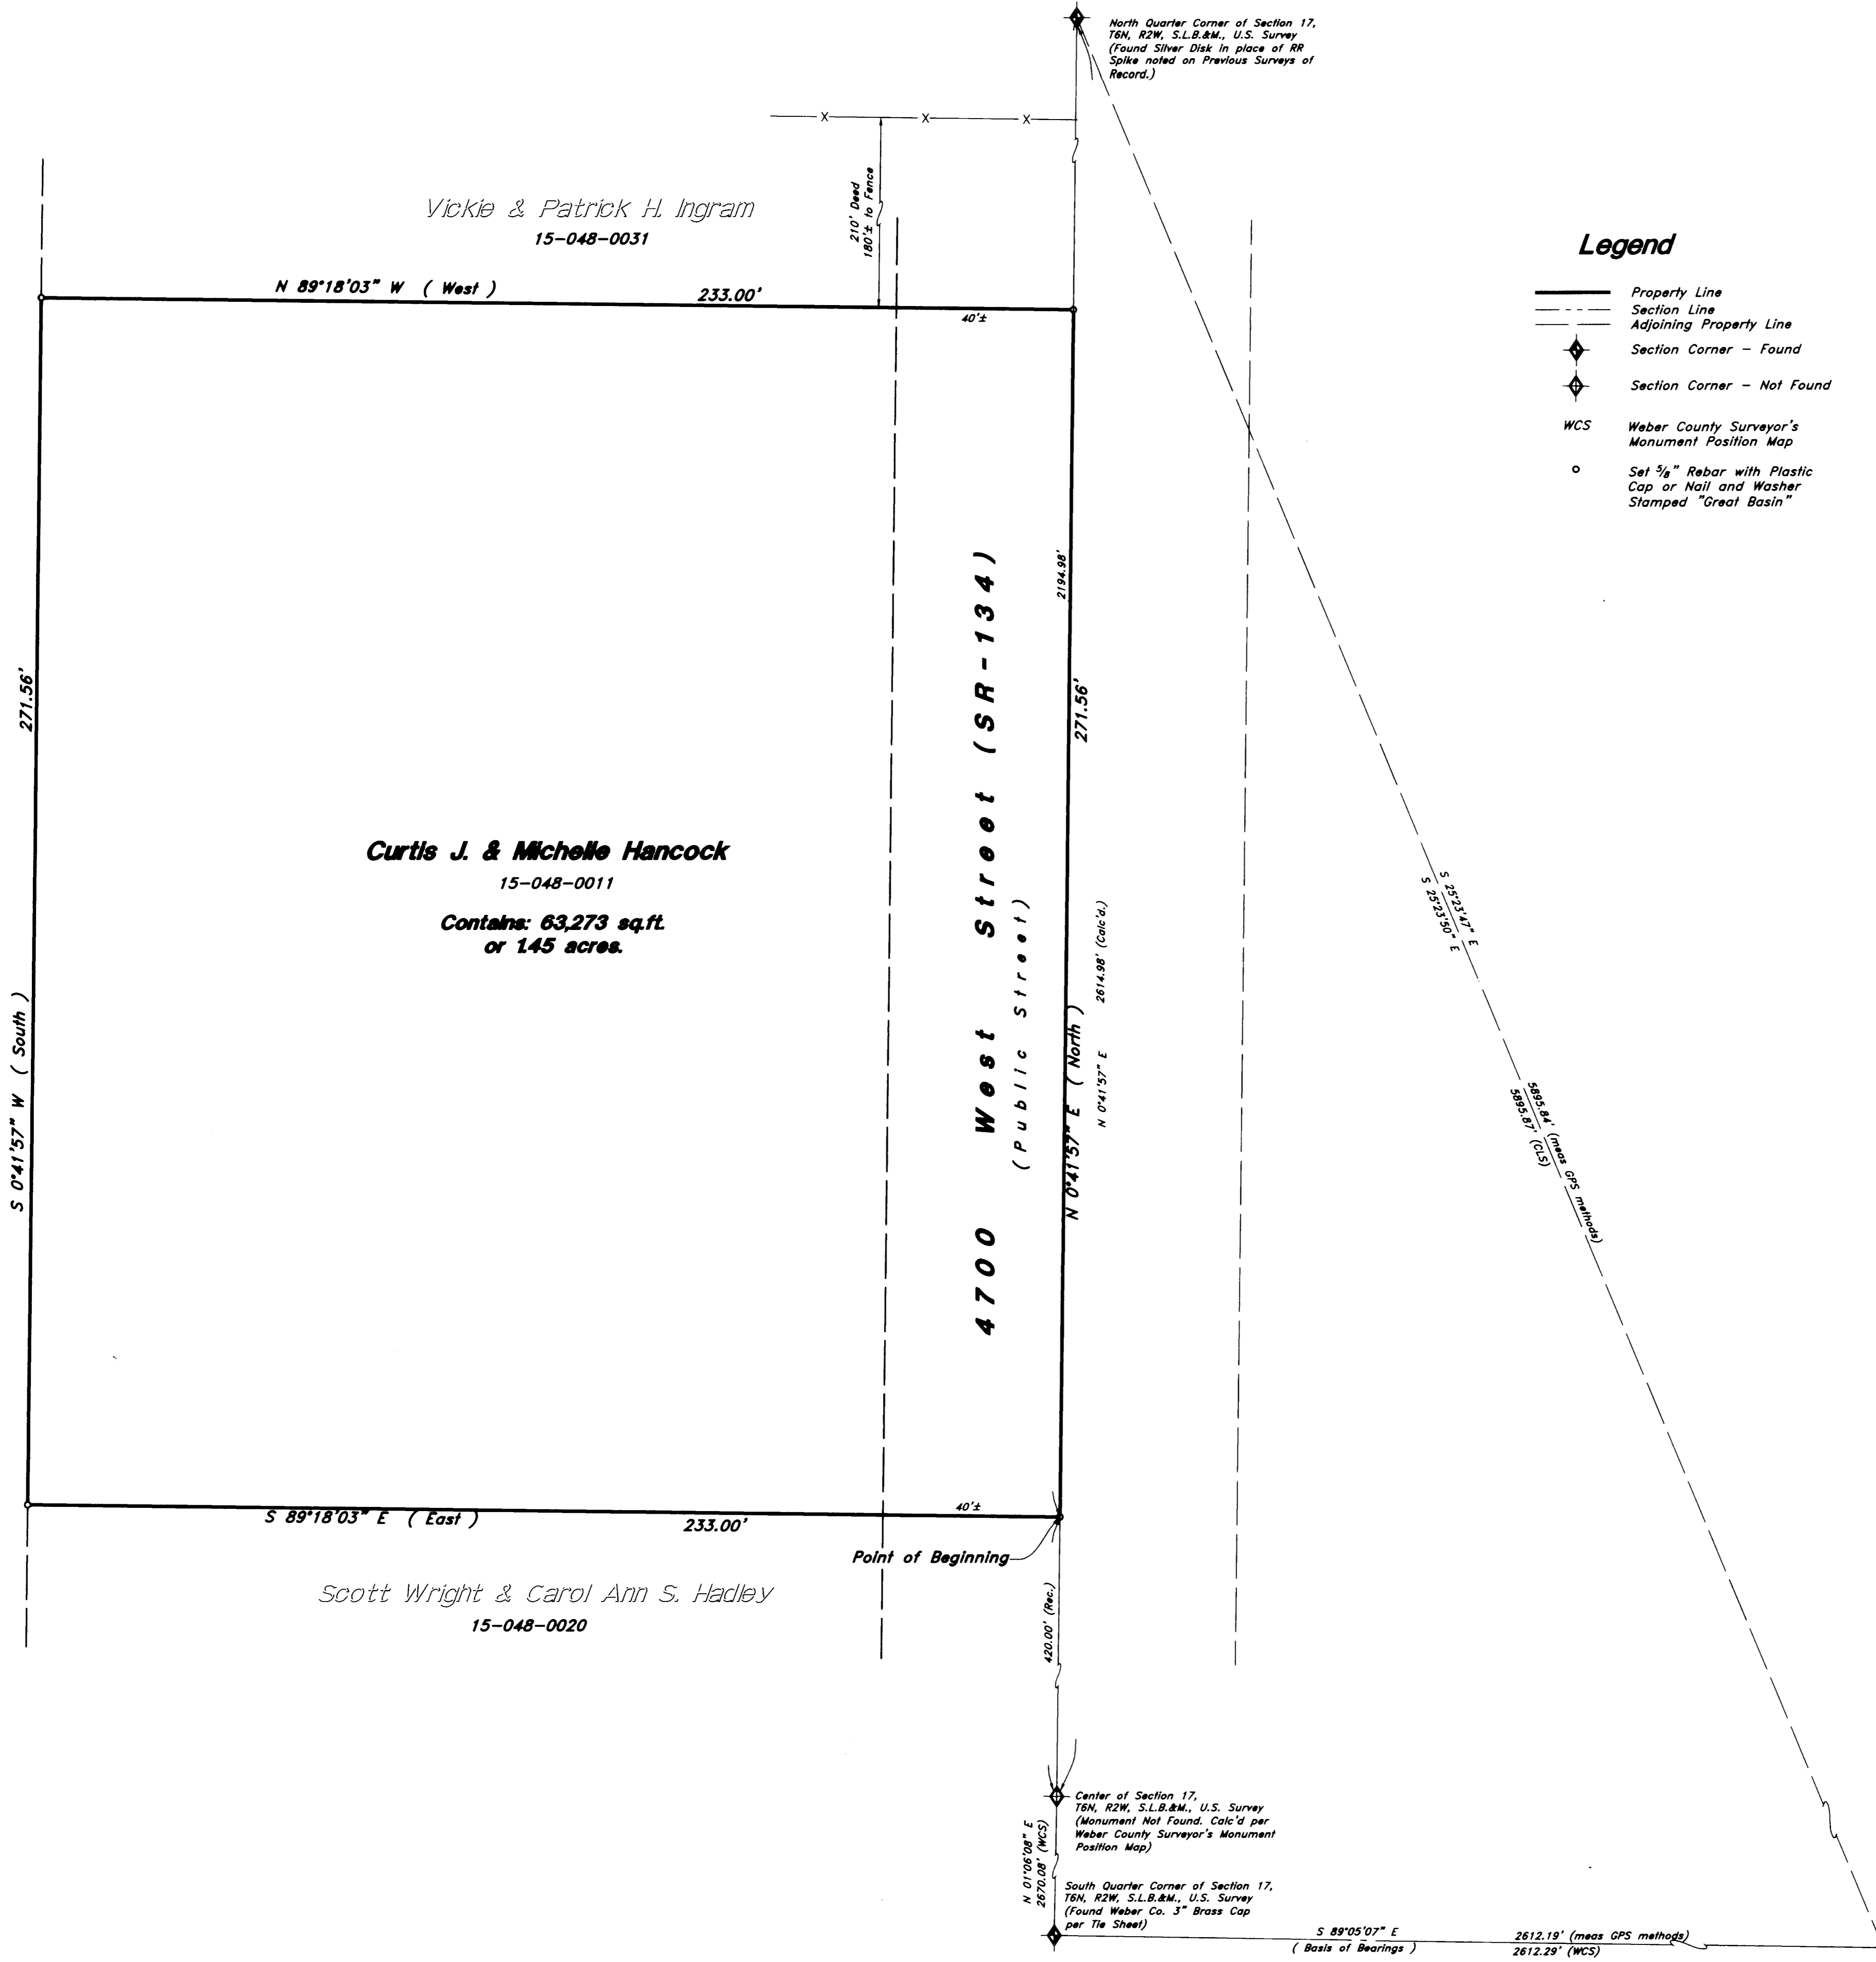 North Quarter Corner of Section 17,
T6N, R2W, S.L.B.&M., U.S. Survey
(Found Silver Disk in place of RR
Spike noted on Previous Surveys of
Record.)
X X X
210' Deed
180'± to Fence
Vickie & Patrick H. Ingram
15-048-0031
N 89°18'03" W ( West )
233.00'
40'±
Legend
Property Line
Section Line
Adjoining Property Line
Section Corner - Found
Section Corner - Not Found
WCS Weber County Surveyor's
Monument Position Map
Set 5/8" Rebar with Plastic
Cap or Nail and Washer
Stamped "Great Basin"
271.56'
S 0°41'57" W ( South )
Curtis J. & Michelle Hancock
15-048-0011
Contains: 63,273 sq.ft.
or 1.45 acres.
4700 West Street (SR-134)
(Public Street)
2194.98'
271.56'
N 0°41'57" E ( North )
N 0°41'57" E 2614.98' (Calc'd.)
S 25°23'47" E
S 25°23'50" E
5895.84' (meas GPS methods)
5895.87' (CLS)
S 89°18'03" E ( East )
233.00'
40'±
Point of Beginning
Scott Wright & Carol Ann S. Hadley
15-048-0020
420.00' (Rec.)
Center of Section 17,
T6N, R2W, S.L.B.&M., U.S. Survey
(Monument Not Found. Calc'd per
Weber County Surveyor's Monument
Position Map)
N 01°06'08" E
2670.08' (WCS)
South Quarter Corner of Section 17,
T6N, R2W, S.L.B.&M., U.S. Survey
(Found Weber Co. 3" Brass Cap
per Tie Sheet)
S 89°05'07" E
( Basis of Bearings )
2612.19' (meas GPS methods)
2612.29' (WCS)